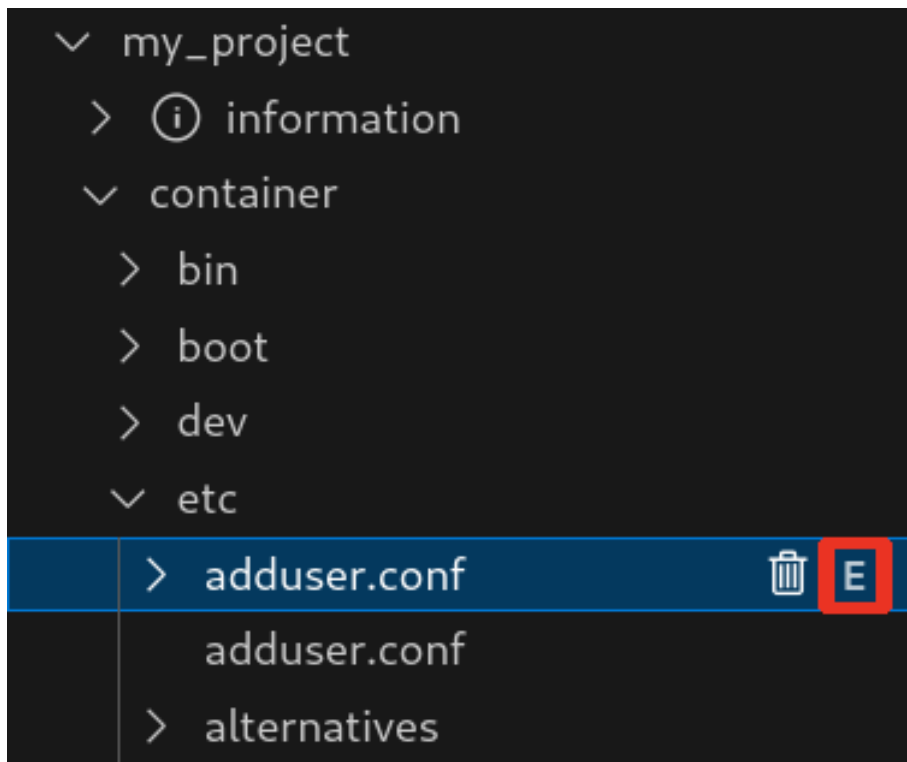 my_project
information
container
bin
boot
dev
etc
adduser.conf E
adduser.conf
alternatives